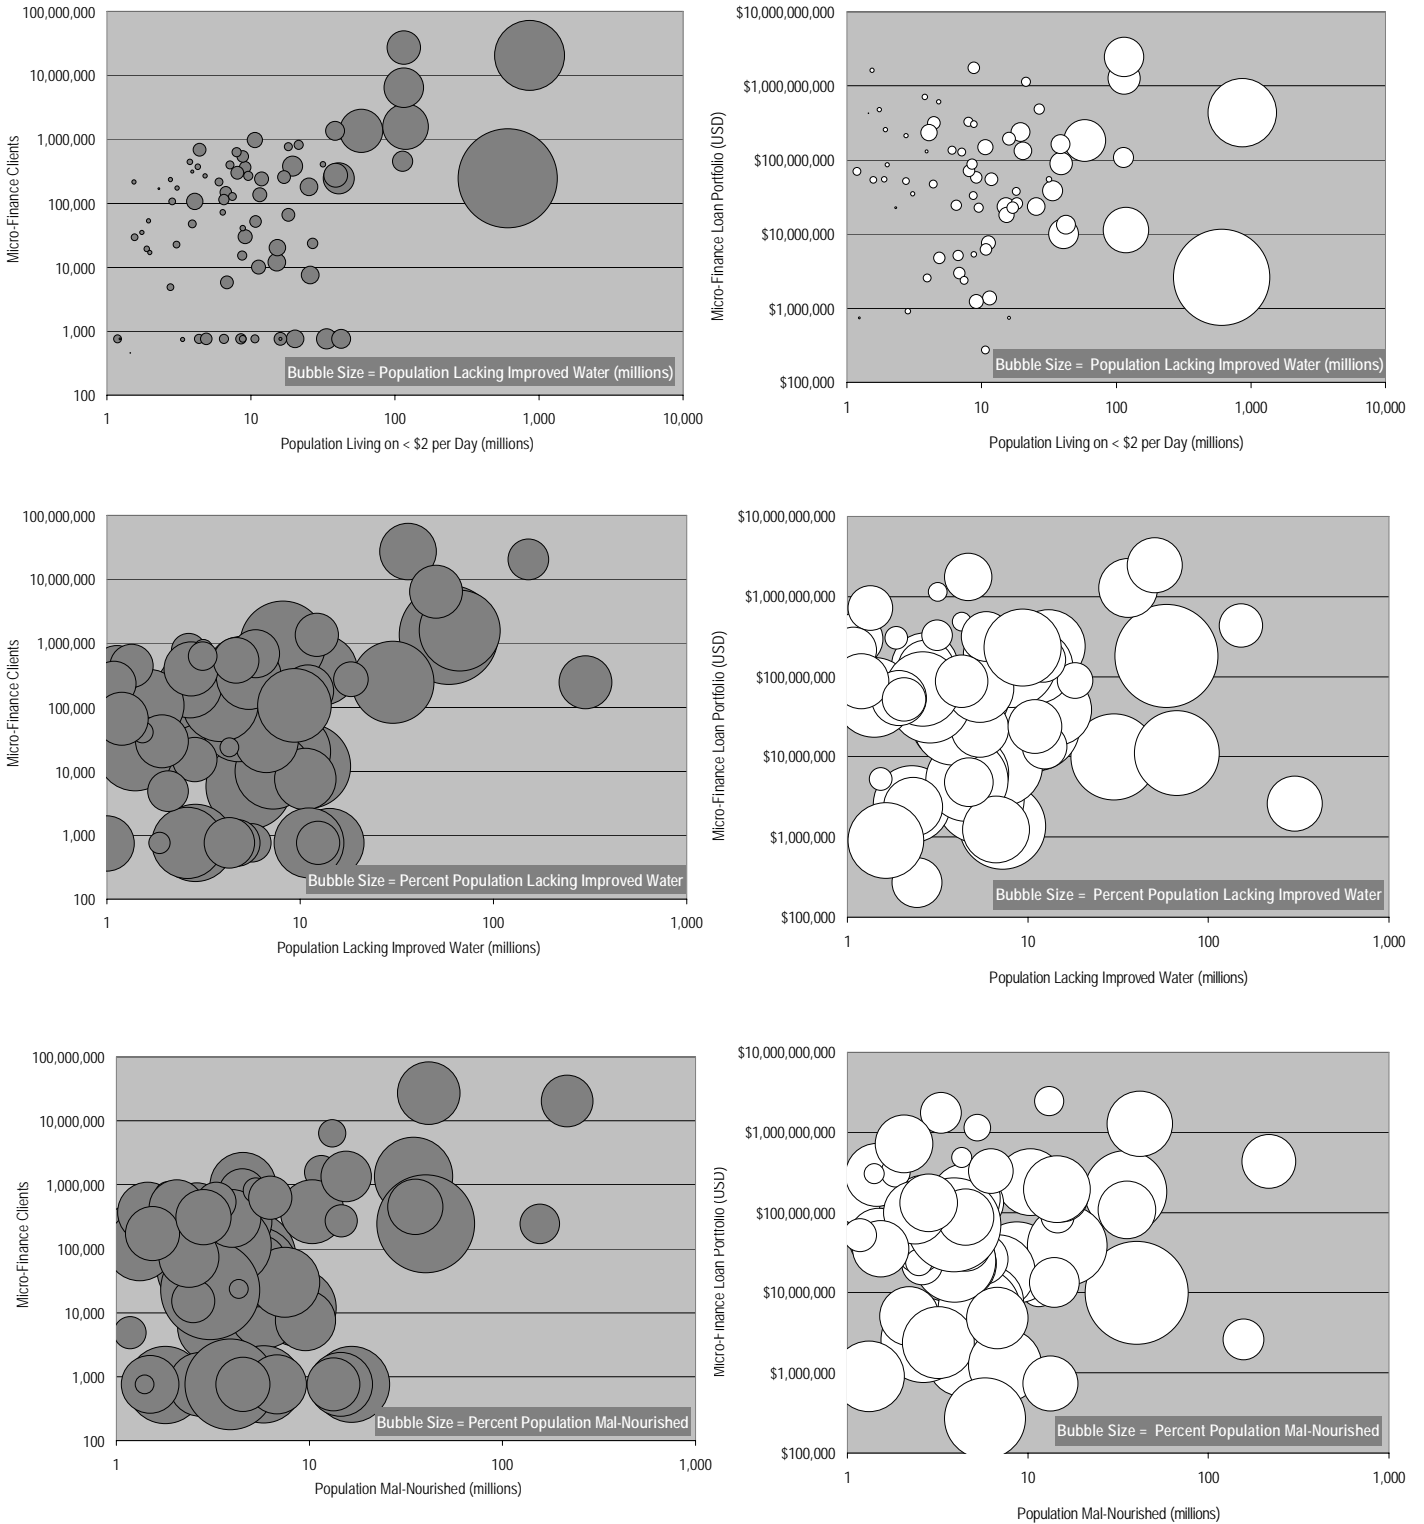 100,000,000
10,000,000
1,000,000
100,000
10,000
1,000
100
Micro-Finance Clients
Bubble Size = Population Lacking Improved Water (millions)
1 10 100 1,000 10,000
Population Living on < $2 per Day (millions)
$10,000,000,000
$1,000,000,000
$100,000,000
$10,000,000
$1,000,000
$100,000
Micro-Finance Loan Portfolio (USD)
Bubble Size = Population Lacking Improved Water (millions)
1 10 100 1,000 10,000
Population Living on < $2 per Day (millions)
100,000,000
10,000,000
1,000,000
100,000
10,000
1,000
100
Micro-Finance Clients
Bubble Size = Percent Population Lacking Improved Water
1 10 100 1,000
Population Lacking Improved Water (millions)
$10,000,000,000
$1,000,000,000
$100,000,000
$10,000,000
$1,000,000
$100,000
Micro-Finance Loan Portfolio (USD)
Bubble Size = Percent Population Lacking Improved Water
1 10 100 1,000
Population Lacking Improved Water (millions)
100,000,000
10,000,000
1,000,000
100,000
10,000
1,000
100
Micro-Finance Clients
Bubble Size = Percent Population Mal-Nourished
1 10 100 1,000
Population Mal-Nourished (millions)
$10,000,000,000
$1,000,000,000
$100,000,000
$10,000,000
$1,000,000
$100,000
Micro-Finance Loan Portfolio (USD)
Bubble Size = Percent Population Mal-Nourished
1 10 100 1,000
Population Mal-Nourished (millions)